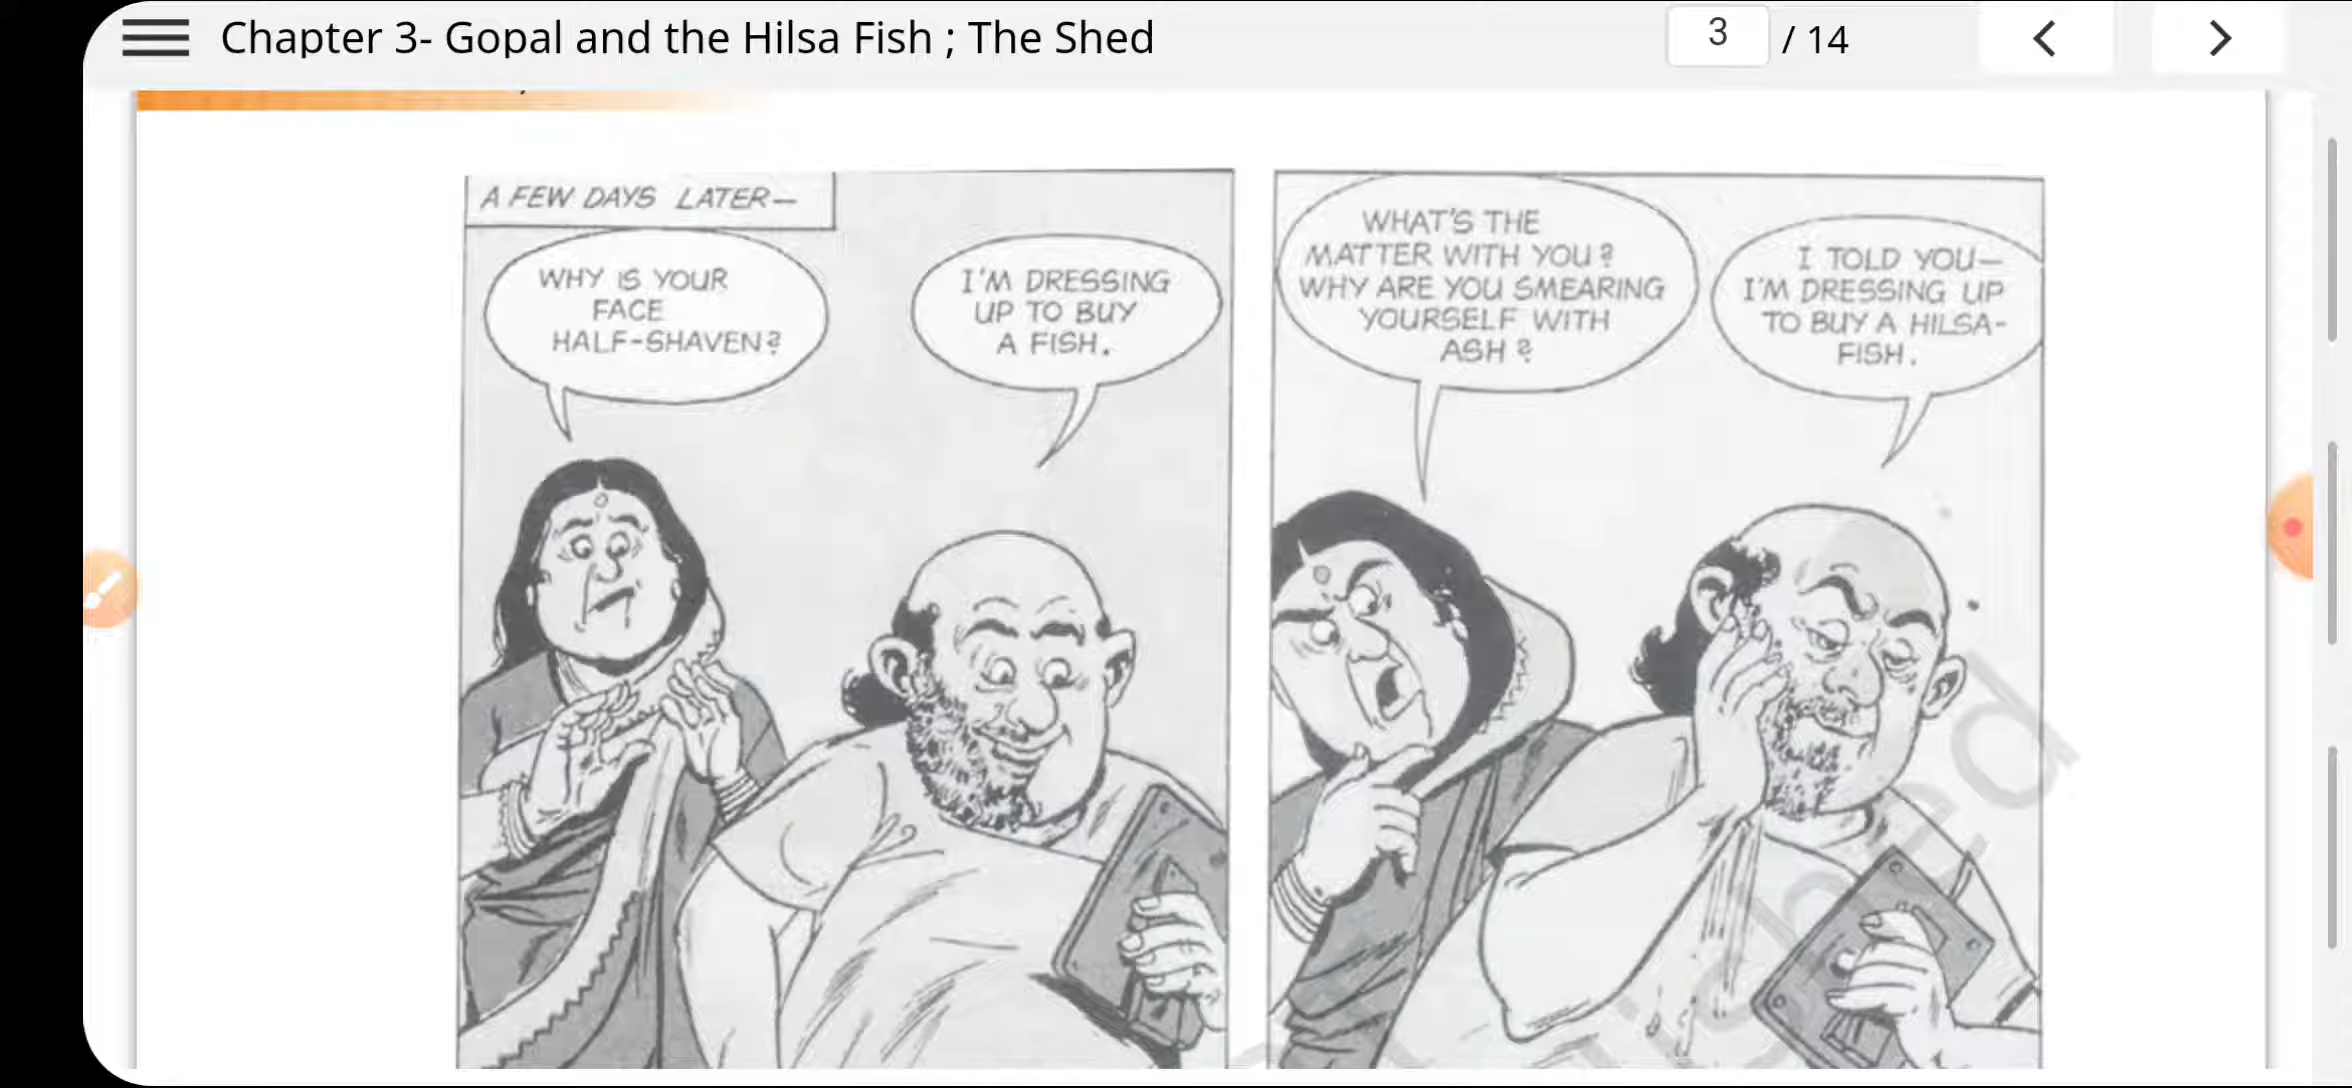 Chapter 3- Gopal and the Hilsa Fish ; The Shed
3 / 14
A FEW DAYS LATER—
WHY IS YOUR
FACE
HALF-SHAVEN?
I'M DRESSING
UP TO BUY
A FISH.
WHAT'S THE
MATTER WITH YOU?
WHY ARE YOU SMEARING
YOURSELF WITH
ASH?
I TOLD YOU—
I'M DRESSING UP
TO BUY A HILSA-
FISH.